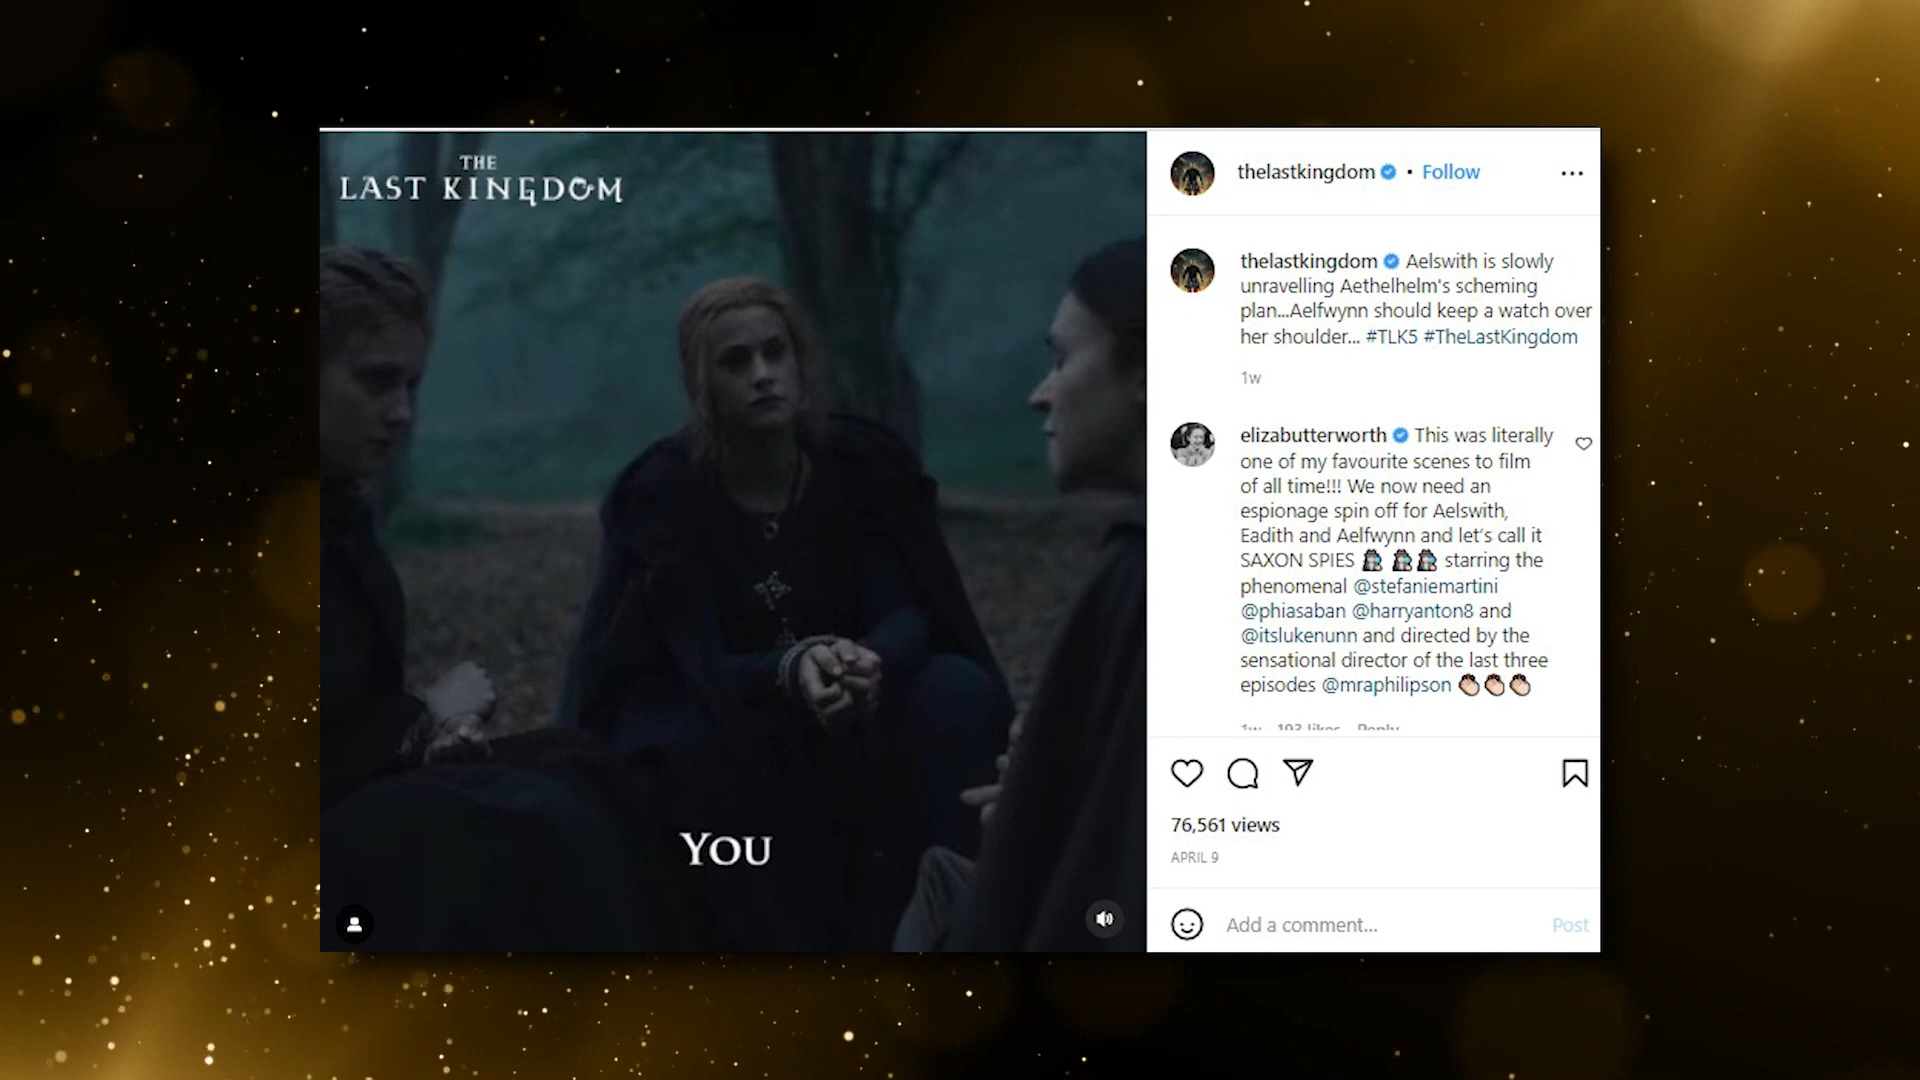 THE
LAST KINGDOM
YOU
thelastkingdom • Follow
thelastkingdom Aelswith is slowly
unravelling Aethelhelm's scheming
plan...Aelfwynn should keep a watch over
her shoulder... #TLK5 #TheLastKingdom
1w
elizabutterworth This was literally
one of my favourite scenes to film
of all time!!! We now need an
espionage spin off for Aelswith,
Eadith and Aelfwynn and let's call it
SAXON SPIES starring the
phenomenal @stefaniemartini
@phiasaban @harryanton8 and
@itslukenunn and directed by the
sensational director of the last three
episodes @mraphilipson
1w 193 likes Reply
76,561 views
APRIL 9
Add a comment...
Post